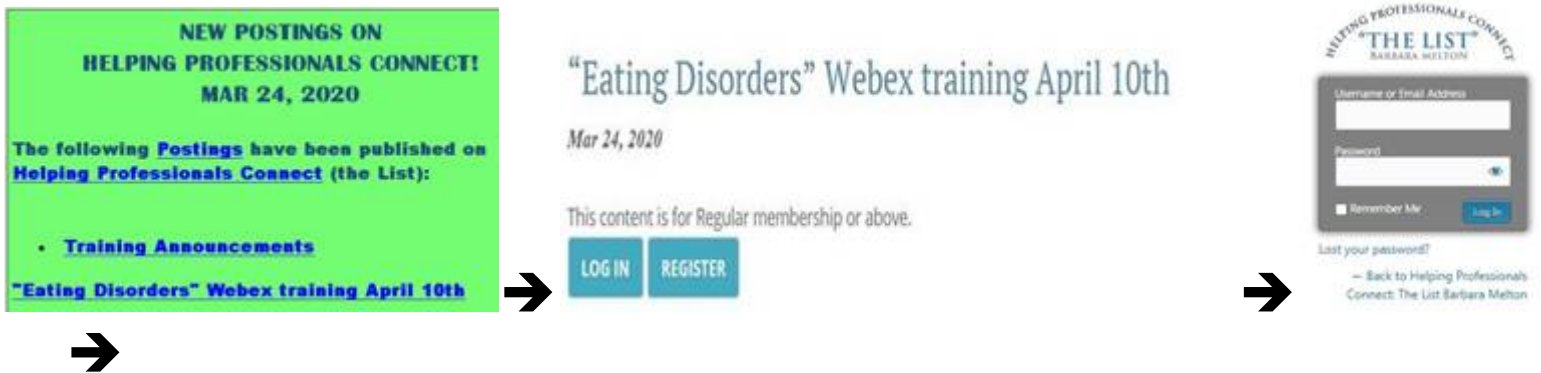 NEW POSTINGS ON
HELPING PROFESSIONALS CONNECT!
MAR 24, 2020
The following Postings have been published on
Helping Professionals Connect (the List):
• Training Announcements
"Eating Disorders" Webex training April 10th
“Eating Disorders” Webex training April 10th
Mar 24, 2020
This content is for Regular membership or above.
LOG IN
REGISTER
HELPING PROFESSIONALS CONNECT
"THE LIST"
BARBARA MELTON
Username or Email Address
Password
Remember Me
Log In
Lost your password?
← Back to Helping Professionals
Connect: The List Barbara Melton